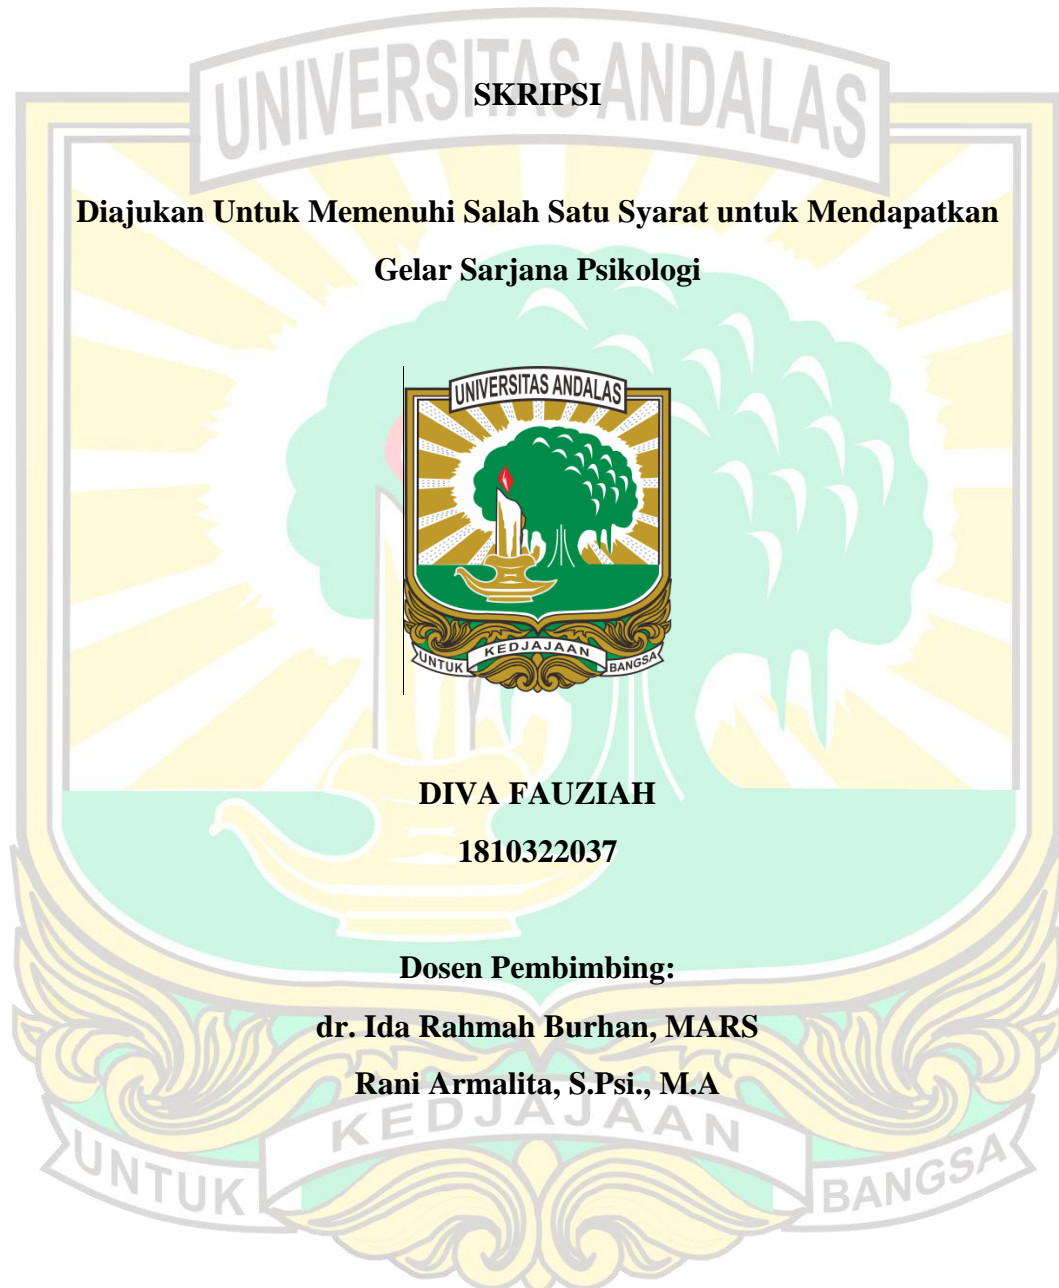 UNIVERSITAS ANDALAS
SKRIPSI
Diajukan Untuk Memenuhi Salah Satu Syarat untuk Mendapatkan
Gelar Sarjana Psikologi
UNIVERSITAS ANDALAS
UNTUK KEDJAJAAN BANGSA
DIVA FAUZIAH
1810322037
Dosen Pembimbing:
dr. Ida Rahmah Burhan, MARS
Rani Armalita, S.Psi., M.A
UNTUK KEDJAJAAN BANGSA